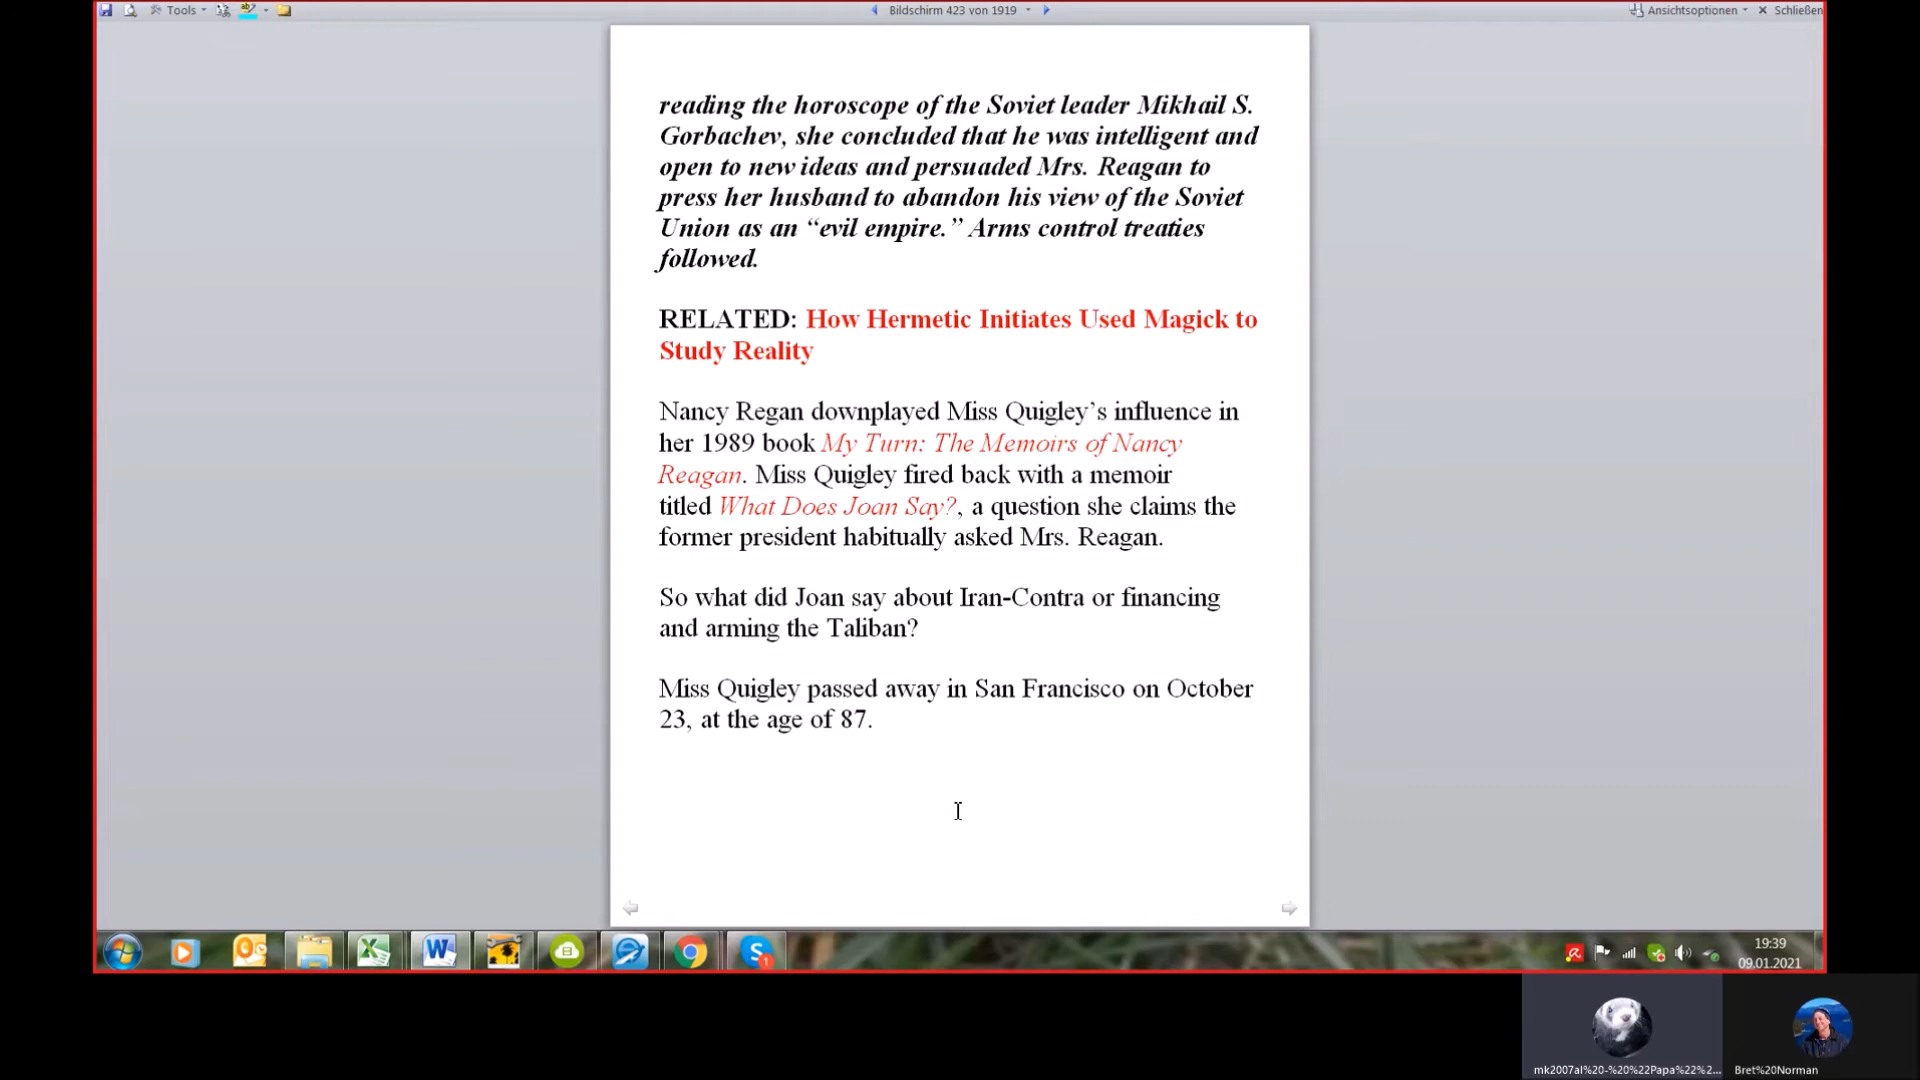 Tools
Bildschirm 423 von 1919
Ansichtsoptionen
Schließen
reading the horoscope of the Soviet leader Mikhail S.
Gorbachev, she concluded that he was intelligent and
open to new ideas and persuaded Mrs. Reagan to
press her husband to abandon his view of the Soviet
Union as an “evil empire.” Arms control treaties
followed.
RELATED: How Hermetic Initiates Used Magick to
Study Reality
Nancy Regan downplayed Miss Quigley’s influence in
her 1989 book My Turn: The Memoirs of Nancy
Reagan. Miss Quigley fired back with a memoir
titled What Does Joan Say?, a question she claims the
former president habitually asked Mrs. Reagan.
So what did Joan say about Iran-Contra or financing
and arming the Taliban?
Miss Quigley passed away in San Francisco on October
23, at the age of 87.
19:39
09.01.2021
mk2007al%20-%20%22Papa%22%2...
Bret%20Norman